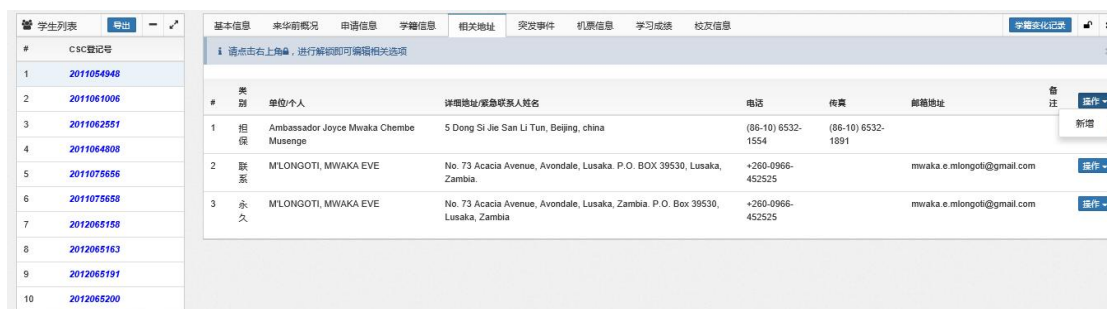 学生列表 导出
# CSC登记号
1 2011054948
2 2011061006
3 2011062551
4 2011064808
5 2011075656
6 2011075658
7 2012065158
8 2012065163
9 2012065191
10 2012065200
基本信息 来华前概况 申请信息 学籍信息 相关地址 突发事件 机票信息 学习成绩 校友信息 学籍变化记录
请点击右上角，进行解锁即可编辑相关选项
# 类别 单位/个人 详细地址/紧急联系人姓名 电话 传真 邮箱地址 备注 操作
新增
1 担保 Ambassador Joyce Mwaka Chembe 5 Dong Si Jie San Li Tun, Beijing, china (86-10) 6532- (86-10) 6532-
Musenge 1554 1891
2 联系 M'LONGOTI, MWAKA EVE No. 73 Acacia Avenue, Avondale, Lusaka. P.O. BOX 39530, Lusaka, +260-0966- mwaka.e.mlongoti@gmail.com 操作
Zambia. 452525
3 永久 M'LONGOTI, MWAKA EVE No. 73 Acacia Avenue, Avondale, Lusaka, Zambia. P.O. Box 39530, +260-0966- mwaka.e.mlongoti@gmail.com 操作
Lusaka, Zambia 452525